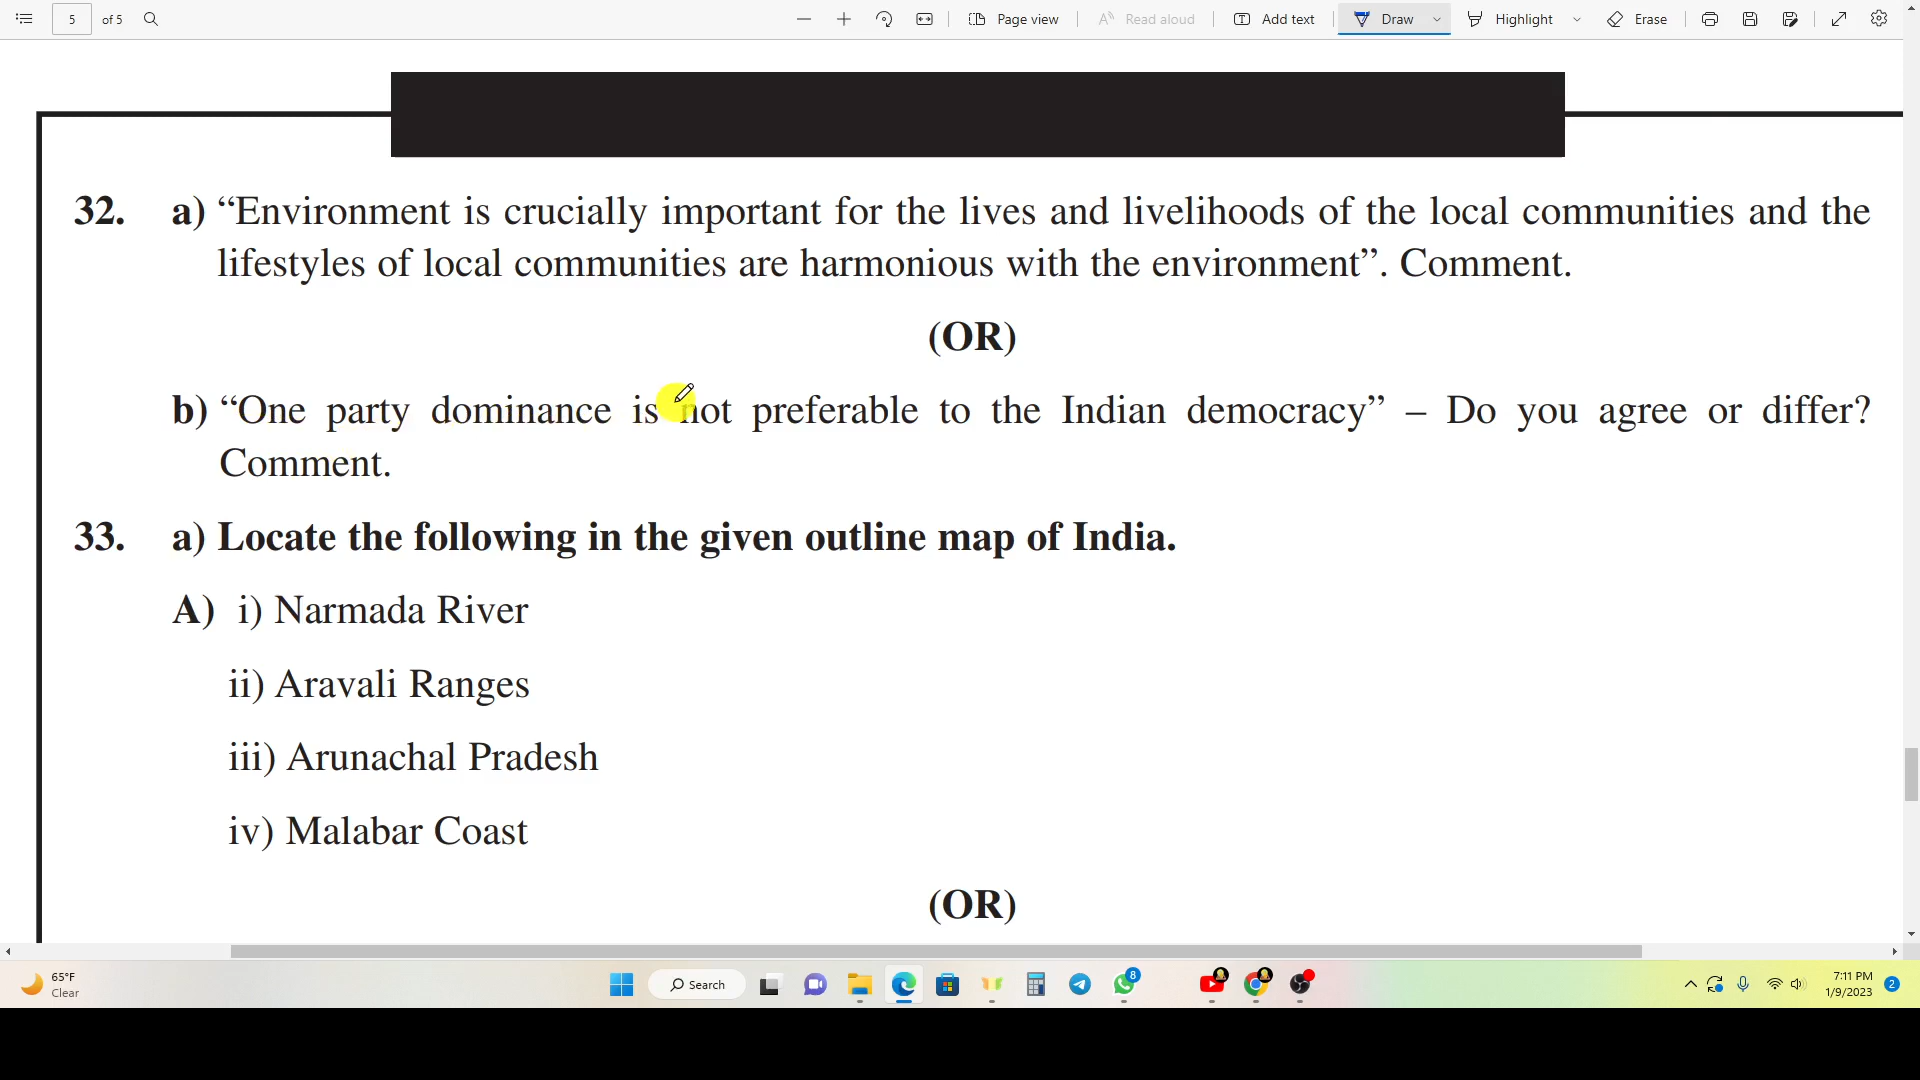 5 of 5 Page view Read aloud Add text Draw Highlight Erase
32. a) “Environment is crucially important for the lives and livelihoods of the local communities and the
lifestyles of local communities are harmonious with the environment”. Comment.
(OR)
b) “One party dominance is not preferable to the Indian democracy” – Do you agree or differ?
Comment.
33. a) Locate the following in the given outline map of India.
A) i) Narmada River
ii) Aravali Ranges
iii) Arunachal Pradesh
iv) Malabar Coast
(OR)
65°F
Clear
Search
8
7:11 PM
1/9/2023
2